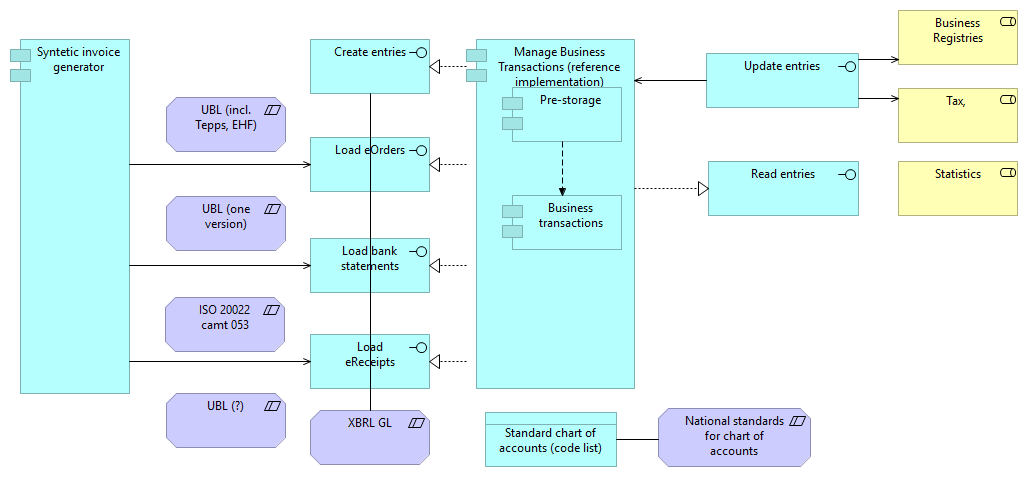 Syntetic invoice
generator
UBL (incl.
Tepps, EHF)
UBL (one
version)
ISO 20022
camt 053
UBL (?)
Create entries
Load eOrders
Load bank
statements
Load
eReceipts
XBRL GL
Manage Business
Transactions (reference
implementation)
Pre-storage
Business
transactions
Standard chart of
accounts (code list)
National standards
for chart of
accounts
Update entries
Read entries
Business
Registries
Tax,
Statistics